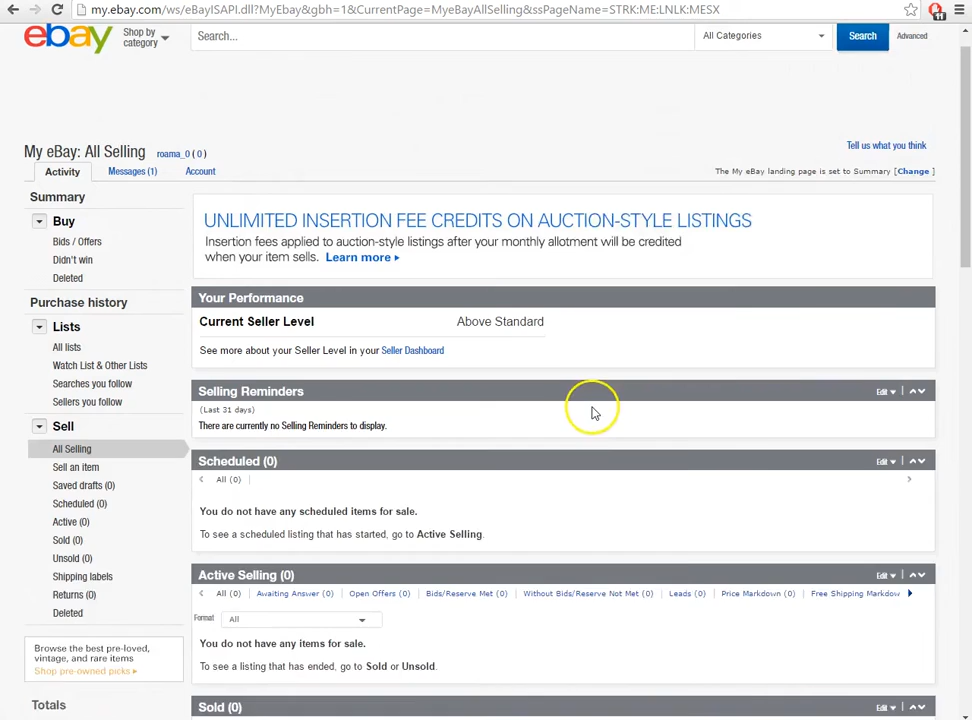 my.ebay.com/ws/eBayISAPI.dll?MyEbay&gbh=1&CurrentPage=MyeBayAllSelling&ssPageName=STRK:ME:LNLK:MESX
11
ebay
Shop by category
Search...
All Categories
Search
Advanced
My eBay: All Selling
roama_0 ( 0 )
Tell us what you think
Activity
Messages (1)
Account
The My eBay landing page is set to Summary [Change ]
Summary
Buy
Bids / Offers
Didn't win
Deleted
Purchase history
Lists
All lists
Watch List & Other Lists
Searches you follow
Sellers you follow
Sell
All Selling
Sell an item
Saved drafts (0)
Scheduled (0)
Active (0)
Sold (0)
Unsold (0)
Shipping labels
Returns (0)
Deleted
Browse the best pre-loved,
vintage, and rare items
Shop pre-owned picks
Totals
UNLIMITED INSERTION FEE CREDITS ON AUCTION-STYLE LISTINGS
Insertion fees applied to auction-style listings after your monthly allotment will be credited
when your item sells. Learn more
Your Performance
Current Seller Level Above Standard
See more about your Seller Level in your Seller Dashboard
Selling Reminders
Edit
(Last 31 days)
There are currently no Selling Reminders to display.
Scheduled (0)
Edit
All (0)
You do not have any scheduled items for sale.
To see a scheduled listing that has started, go to Active Selling.
Active Selling (0)
Edit
All (0) Awaiting Answer (0) Open Offers (0) Bids/Reserve Met (0) Without Bids/Reserve Not Met (0) Leads (0) Price Markdown (0) Free Shipping Markdow
Format All
You do not have any items for sale.
To see a listing that has ended, go to Sold or Unsold.
Sold (0)
Edit